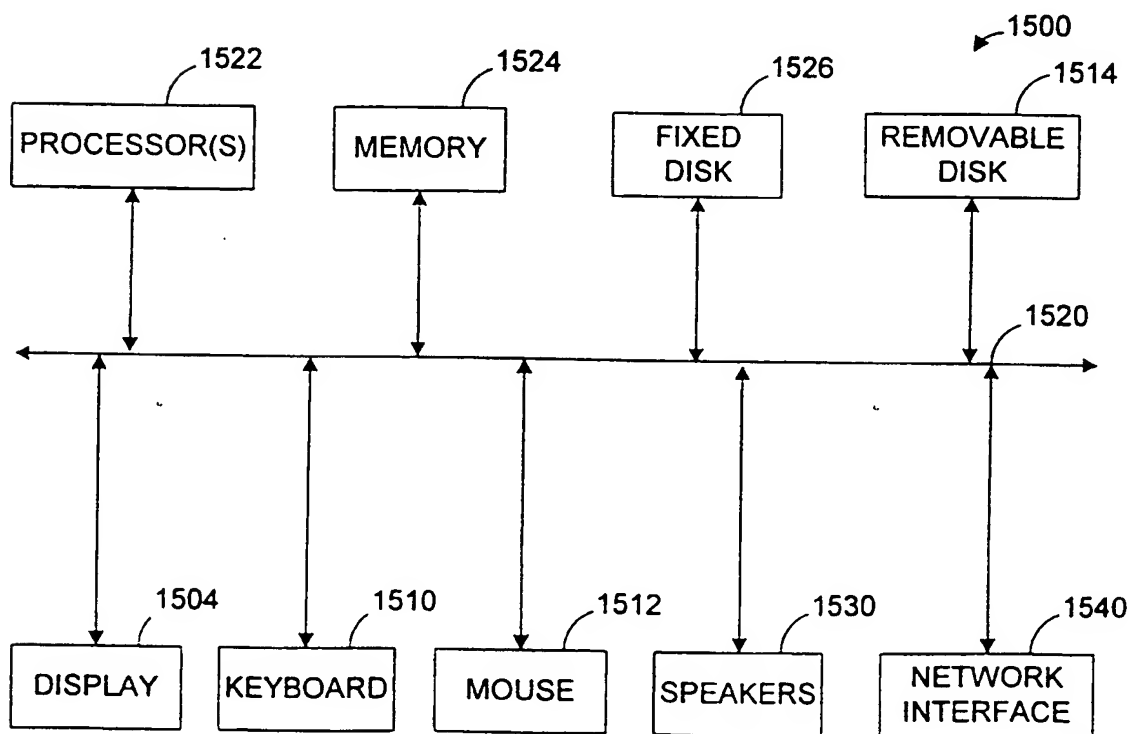 1500
1522
1524
1526
1514
PROCESSOR(S)
MEMORY
FIXED
DISK
REMOVABLE
DISK
1520
1504
1510
1512
1530
1540
DISPLAY
KEYBOARD
MOUSE
SPEAKERS
NETWORK
INTERFACE